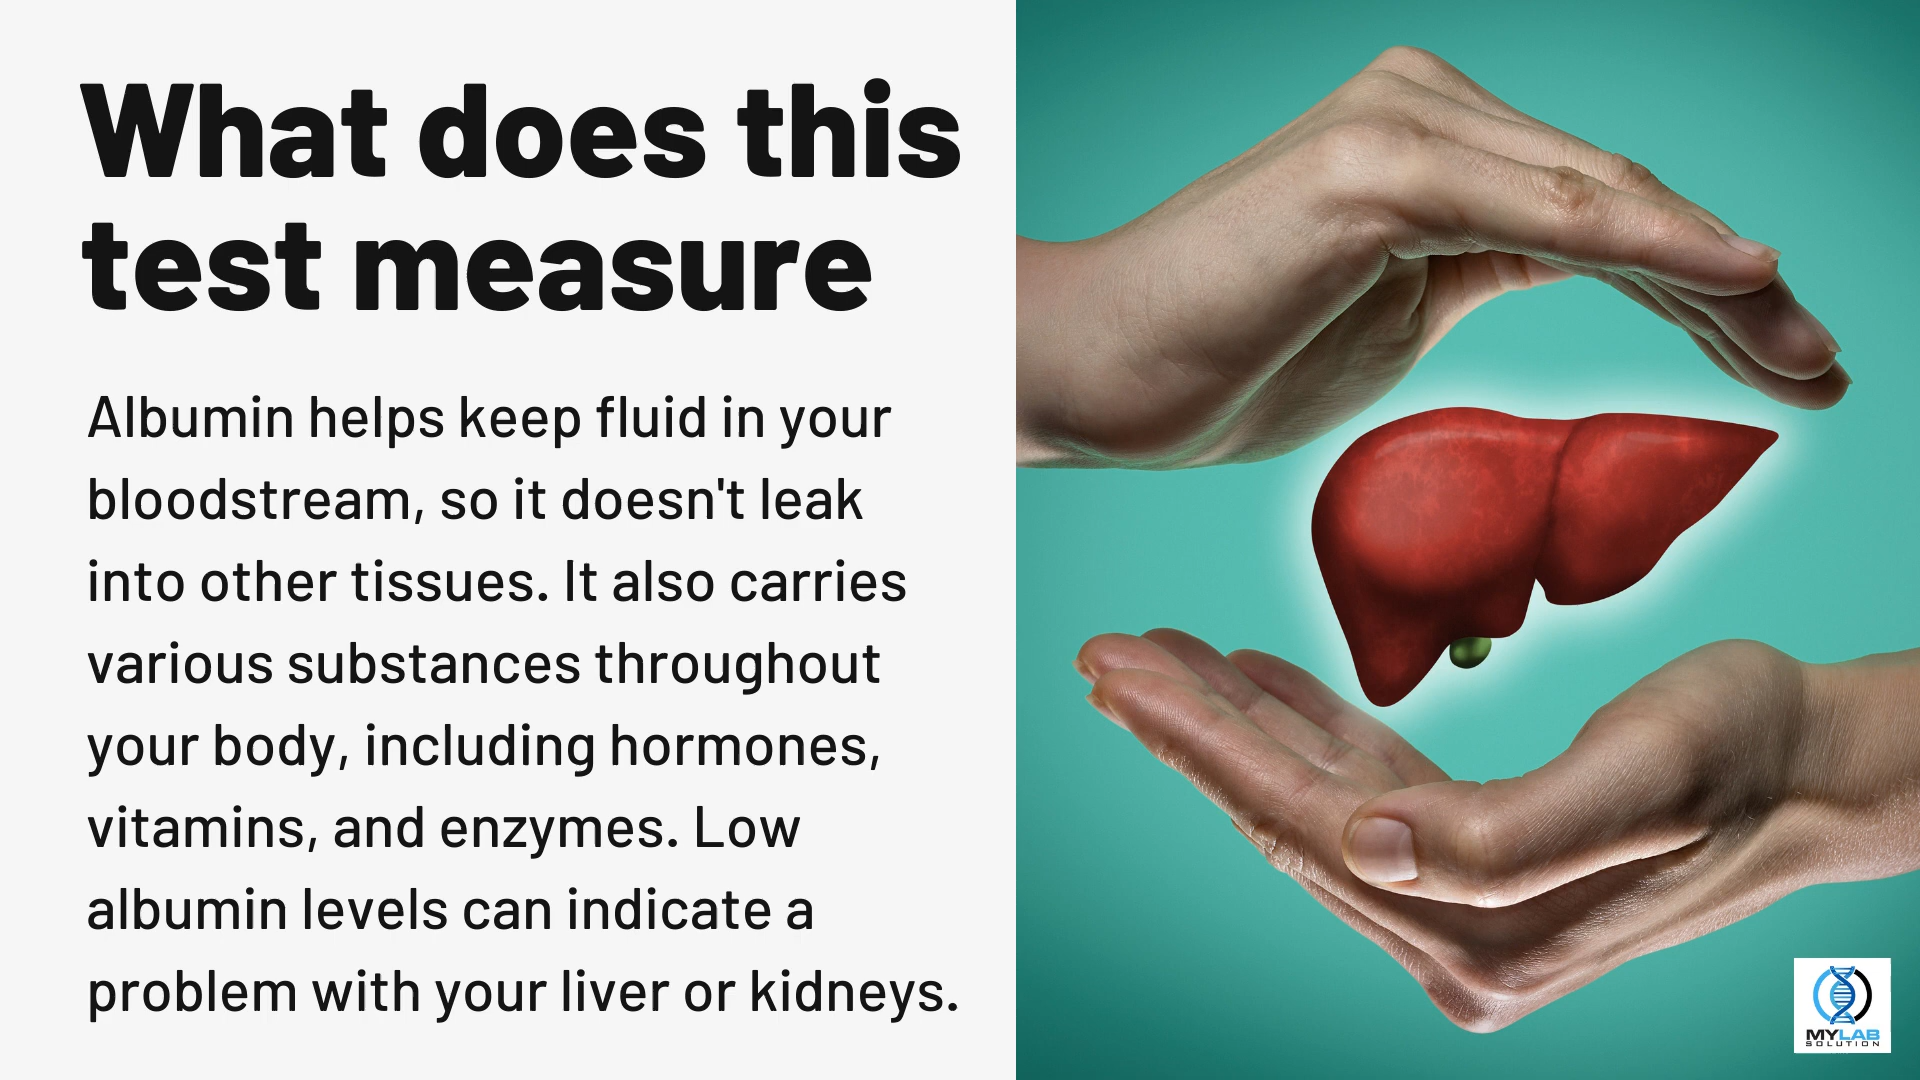 What does this
test measure
Albumin helps keep fluid in your
bloodstream, so it doesn't leak
into other tissues. It also carries
various substances throughout
your body, including hormones,
vitamins, and enzymes. Low
albumin levels can indicate a
problem with your liver or kidneys.
MYLAB
SOLUTION